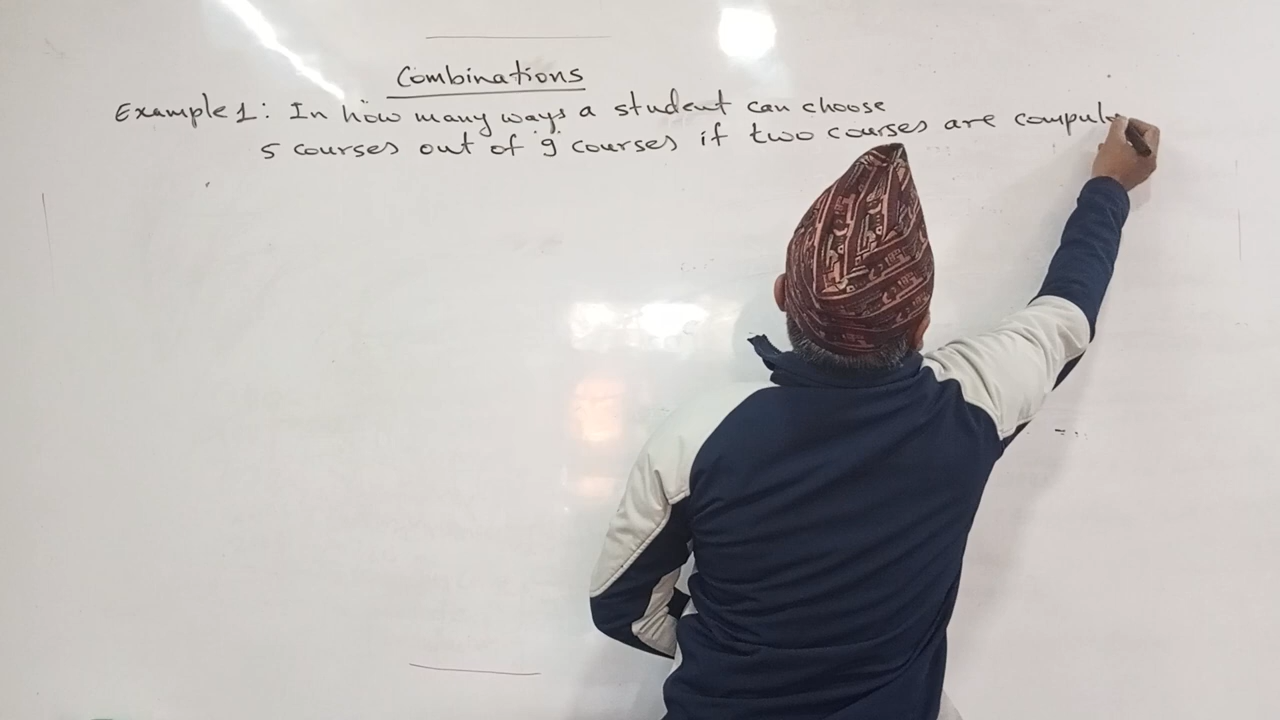 Combinations
Example 1: In how many ways a student can choose
5 courses out of 9 courses if two courses are compuls